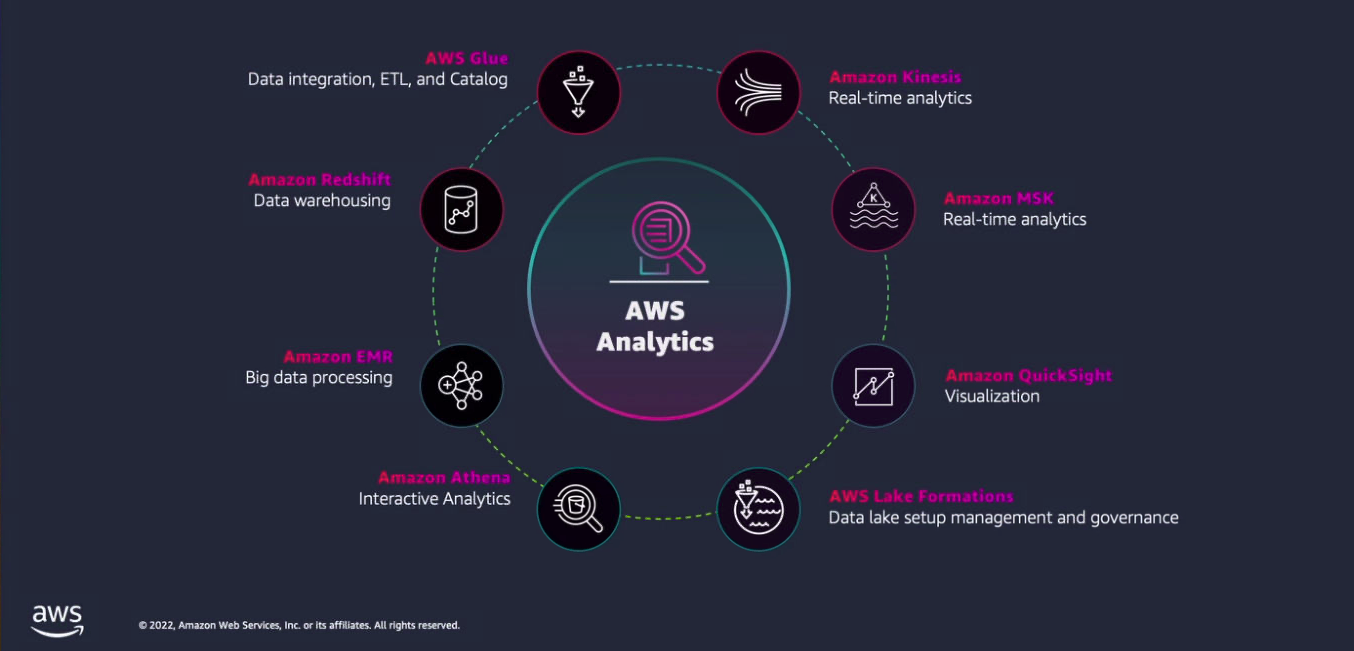 AWS Glue
Data integration, ETL, and Catalog
Amazon Kinesis
Real-time analytics
Amazon Redshift
Data warehousing
Amazon MSK
Real-time analytics
K
AWS
Analytics
Amazon EMR
Big data processing
Amazon QuickSight
Visualization
Amazon Athena
Interactive Analytics
AWS Lake Formations
Data lake setup management and governance
aws
© 2022, Amazon Web Services, Inc. or its affiliates. All rights reserved.